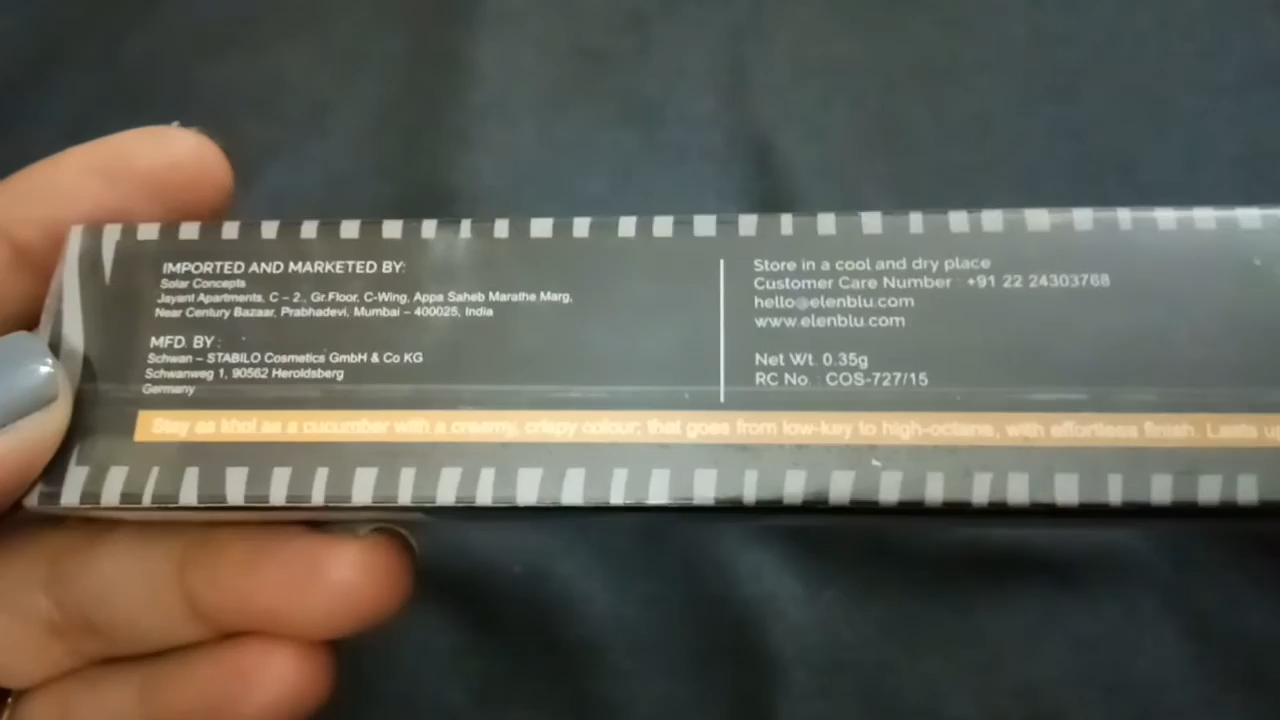 IMPORTED AND MARKETED BY:
Solar Concepts
Jayant Apartments, C – 2., Gr.Floor, C-Wing, Appa Saheb Marathe Marg,
Near Century Bazaar, Prabhadevi, Mumbai – 400025, India
MFD. BY :
Schwan – STABILO Cosmetics GmbH & Co KG
Schwanweg 1, 90562 Heroldsberg
Germany
Store in a cool and dry place
Customer Care Number : +91 22 24303768
hello@elenblu.com
www.elenblu.com
Net Wt. 0.35g
RC No. : COS-727/15
Stay as khol as a cucumber with a creamy, crispy colour; that goes from low-key to high-octane, with effortless finish. Lasts up